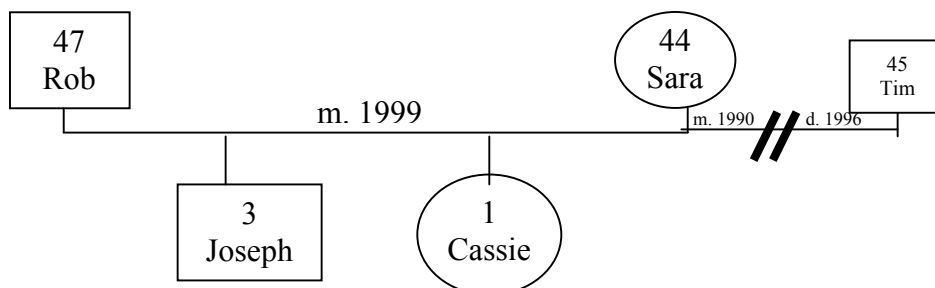 47
Rob
m. 1999
44
Sara
m. 1990
d. 1996
45
Tim
3
Joseph
1
Cassie